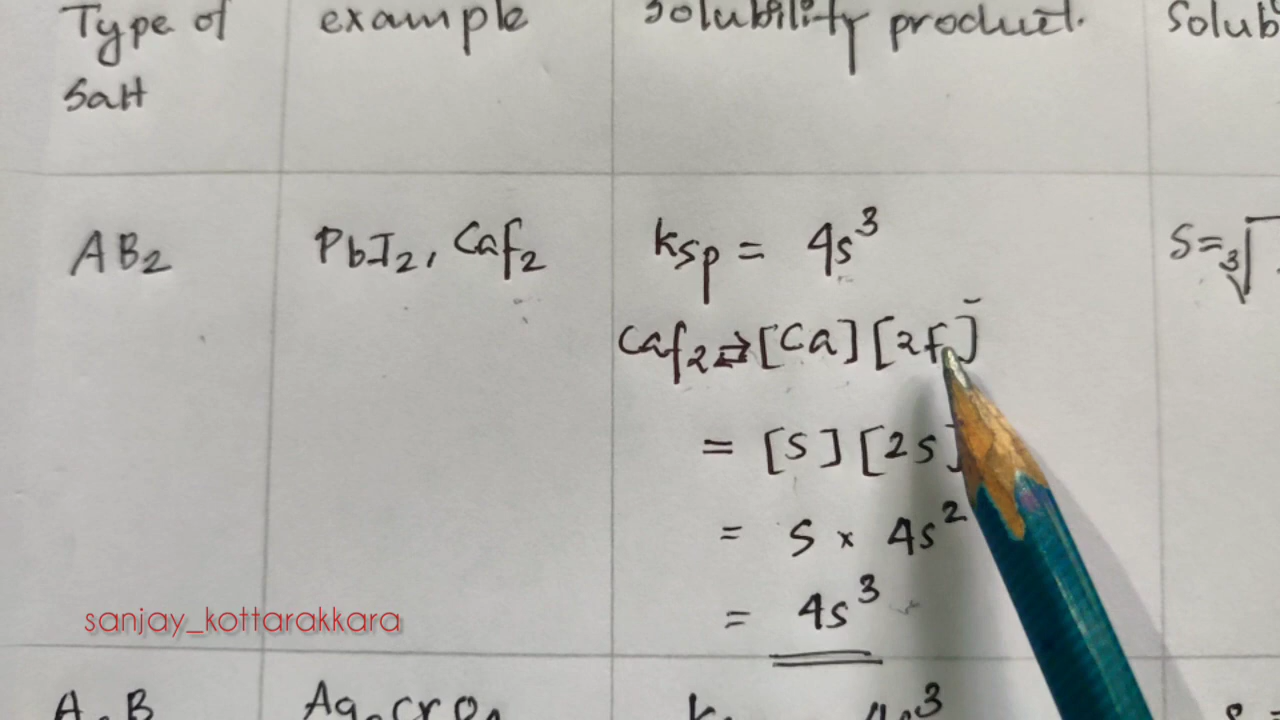 Type of example solubility product. Solub
Salt
AB2 PbI2, Caf2 ksp = 4s³ S=∛
Caf2⇄[Ca][2F]⁻
= [S][2s]
= S × 4s²
= 4s³
sanjay_kottarakkara